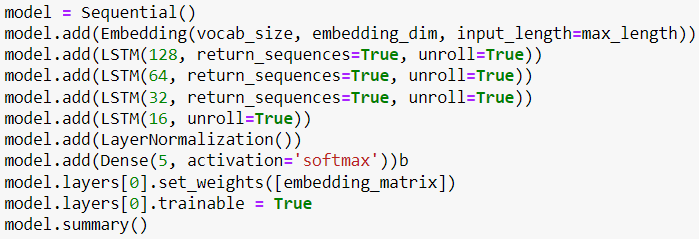 model = Sequential()
model.add(Embedding(vocab_size, embedding_dim, input_length=max_length))
model.add(LSTM(128, return_sequences=True, unroll=True))
model.add(LSTM(64, return_sequences=True, unroll=True))
model.add(LSTM(32, return_sequences=True, unroll=True))
model.add(LSTM(16, unroll=True))
model.add(LayerNormalization())
model.add(Dense(5, activation='softmax'))b
model.layers[0].set_weights([embedding_matrix])
model.layers[0].trainable = True
model.summary()